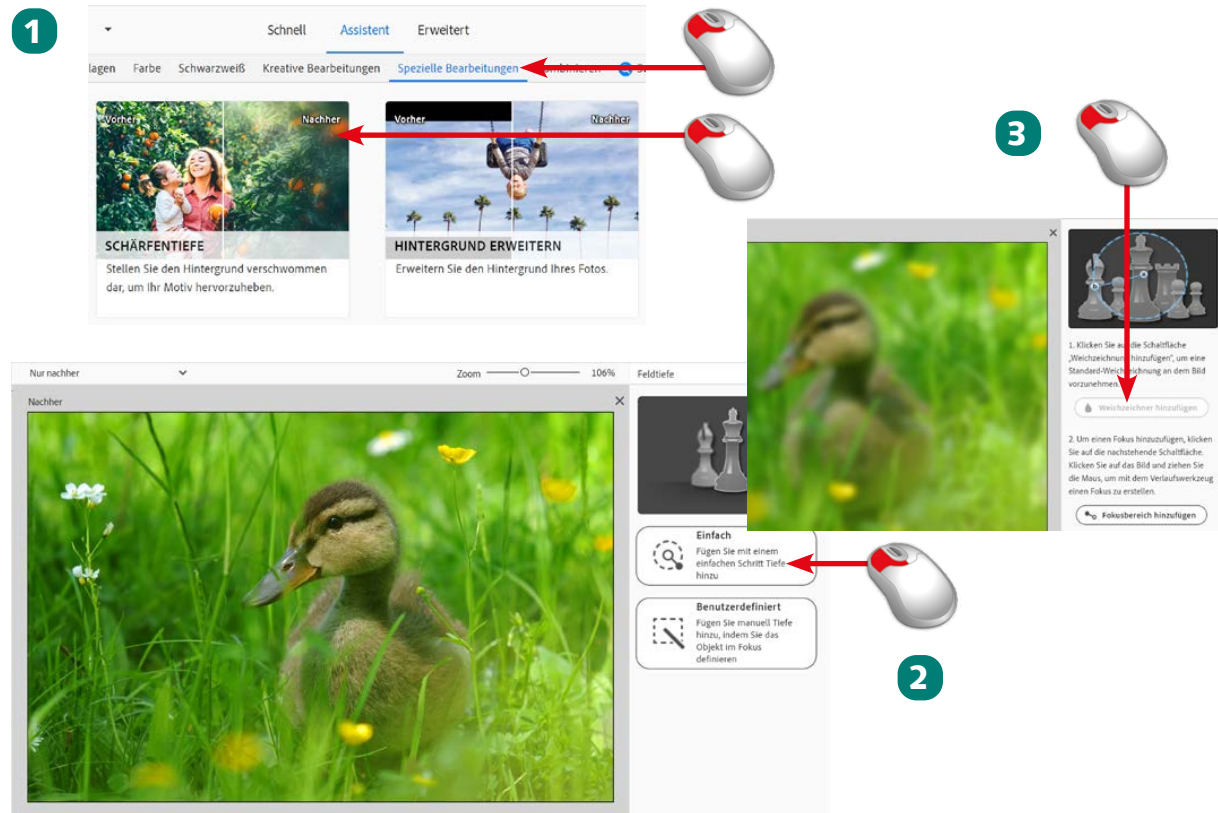 1
Schnell Assistent Erweitert
lagen Farbe Schwarzweiß Kreative Bearbeitungen Spezielle Bearbeitungen
Vorher Nachher
Vorher Nachher
SCHÄRFENTIEFE
Stellen Sie den Hintergrund verschwommen
dar, um Ihr Motiv hervorzuheben.
HINTERGRUND ERWEITERN
Erweitern Sie den Hintergrund Ihres Fotos.
3
1. Klicken Sie auf die Schaltfläche
„Weichzeichnung hinzufügen", um eine
Standard-Weichzeichnung an dem Bild
vorzunehmen.
Weichzeichner hinzufügen
2. Um einen Fokus hinzuzufügen, klicken
Sie auf die nachstehende Schaltfläche.
Klicken Sie auf das Bild und ziehen Sie
die Maus, um mit dem Verlaufswerkzeug
einen Fokus zu erstellen.
Fokusbereich hinzufügen
Nur nachher Zoom 106% Feldtiefe
Nachher
Einfach
Fügen Sie mit einem
einfachen Schritt Tiefe
hinzu
Benutzerdefiniert
Fügen Sie manuell Tiefe
hinzu, indem Sie das
Objekt im Fokus
definieren
2